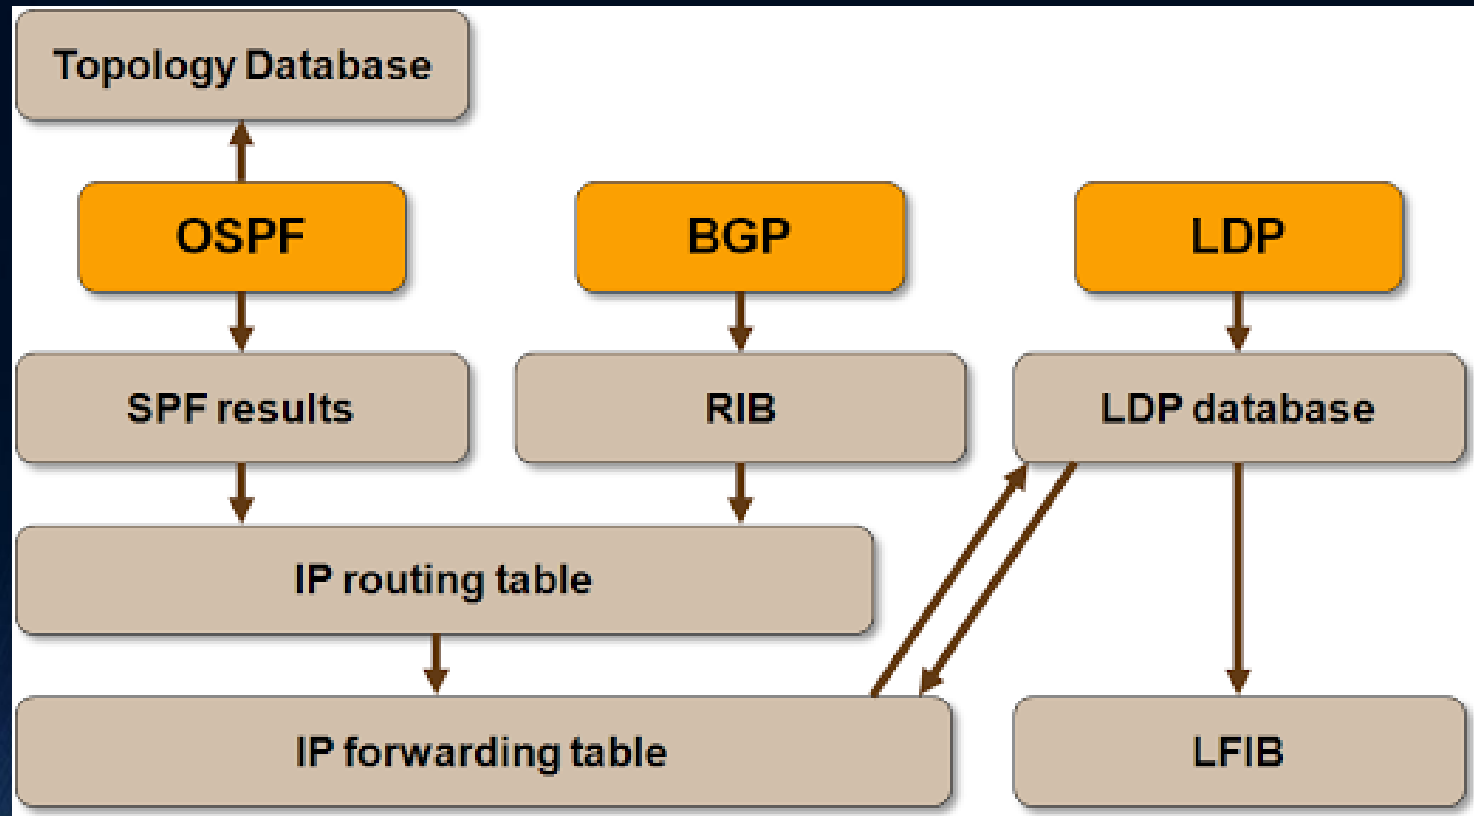 Topology Database
OSPF
BGP
LDP
SPF results
RIB
LDP database
IP routing table
IP forwarding table
LFIB